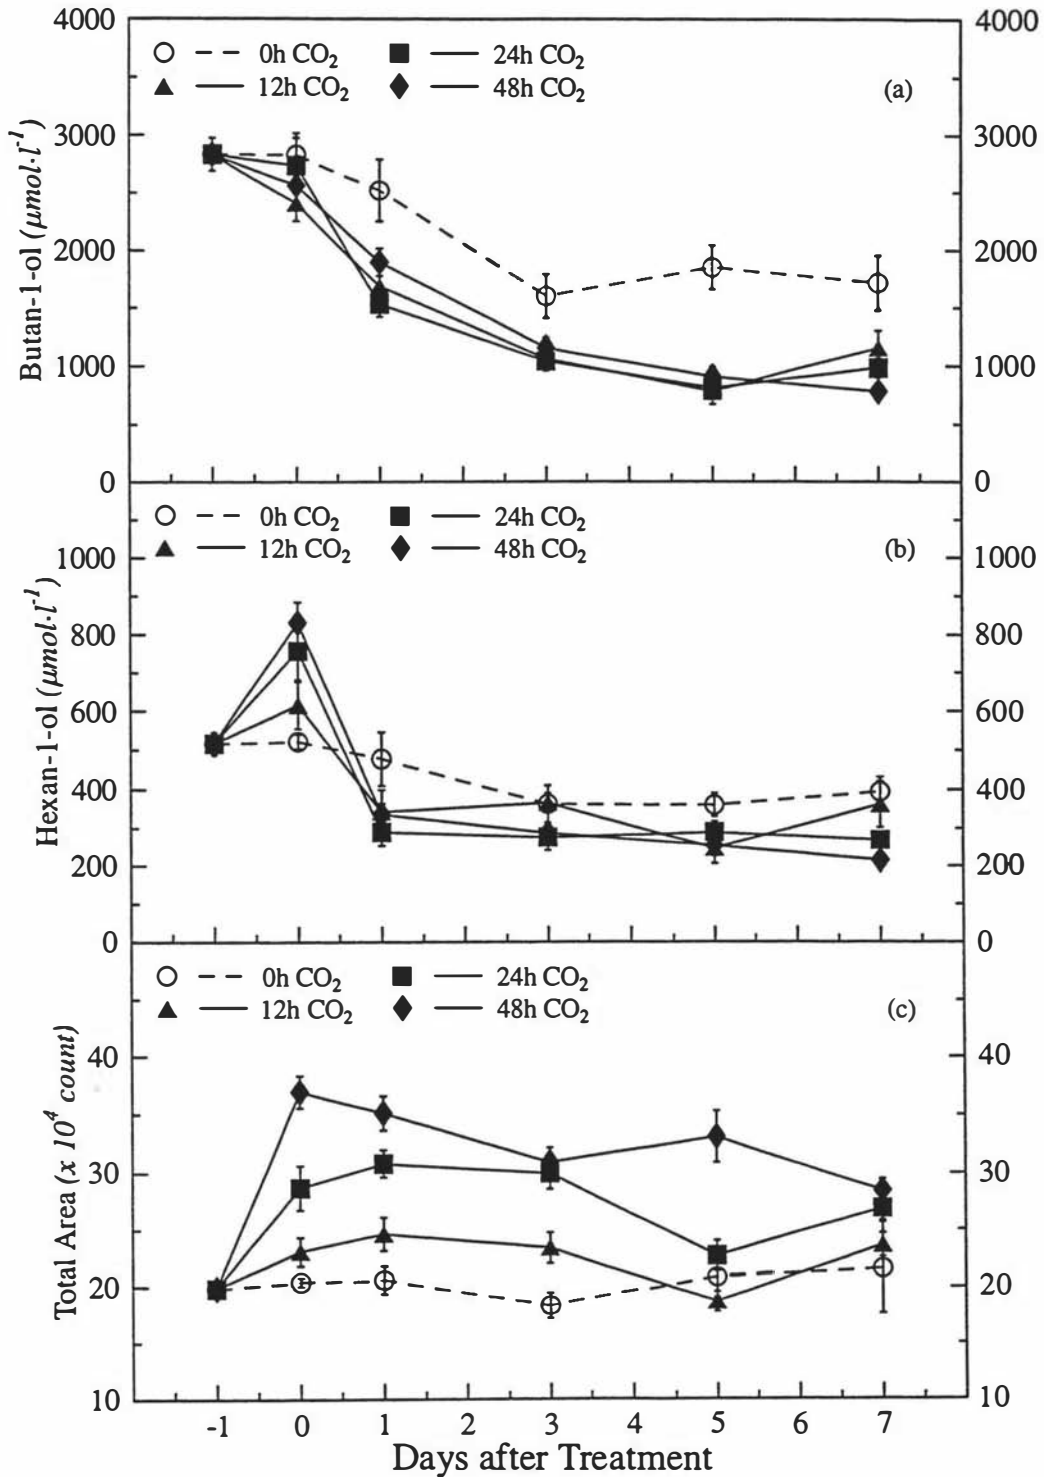 4000 4000
0h CO₂ 24h CO₂
12h CO₂ 48h CO₂
(a)
3000 3000
Butan-1-ol (μmol·l⁻¹)
2000 2000
1000 1000
0 0
0h CO₂ 24h CO₂
12h CO₂ 48h CO₂
(b)
1000 1000
800 800
Hexan-1-ol (μmol·l⁻¹)
600 600
400 400
200 200
0 0
0h CO₂ 24h CO₂
12h CO₂ 48h CO₂
(c)
40 40
Total Area (x 10⁴ count)
30 30
20 20
10 10
-1 0 1 2 3 4 5 6 7
Days after Treatment